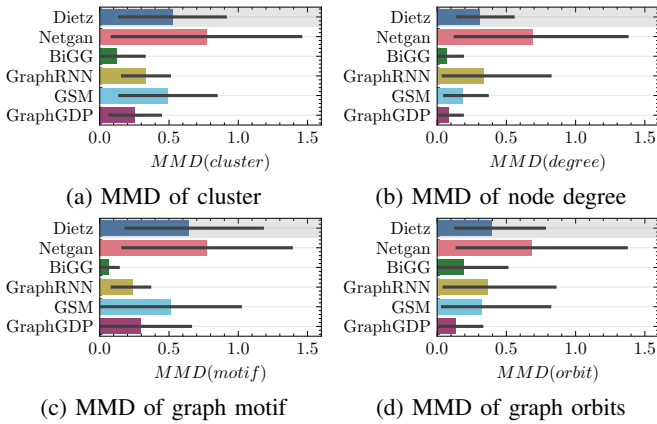 Dietz
Netgan
BiGG
GraphRNN
GSM
GraphGDP
0.0 0.5 1.0 1.5
MMD(cluster)
(a) MMD of cluster
Dietz
Netgan
BiGG
GraphRNN
GSM
GraphGDP
0.0 0.5 1.0 1.5
MMD(degree)
(b) MMD of node degree
Dietz
Netgan
BiGG
GraphRNN
GSM
GraphGDP
0.0 0.5 1.0 1.5
MMD(motif)
(c) MMD of graph motif
Dietz
Netgan
BiGG
GraphRNN
GSM
GraphGDP
0.0 0.5 1.0 1.5
MMD(orbit)
(d) MMD of graph orbits